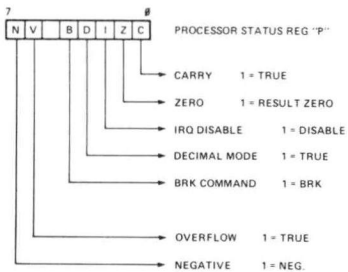 7 0
N V B D I Z C PROCESSOR STATUS REG "P"
CARRY 1 = TRUE
ZERO 1 = RESULT ZERO
IRQ DISABLE 1 = DISABLE
DECIMAL MODE 1 = TRUE
BRK COMMAND 1 = BRK
OVERFLOW 1 = TRUE
NEGATIVE 1 = NEG.